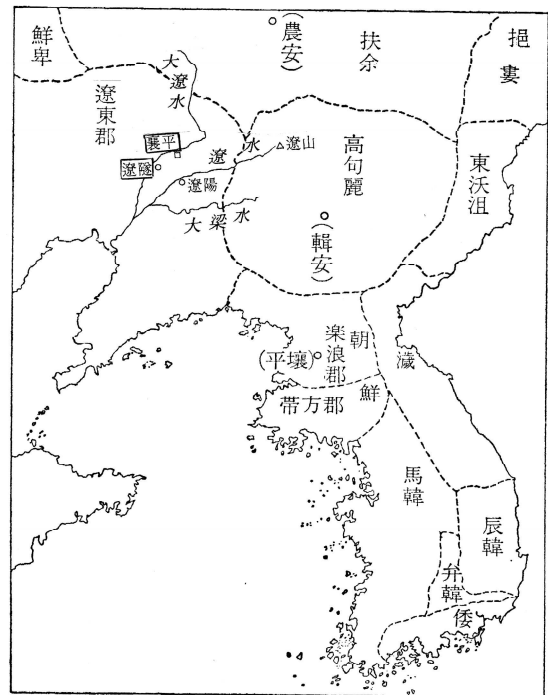 鮮卑
大遼水
遼東郡
襄平
遼隧
遼陽
遼水
遼山
大梁水
(農安)
扶余
挹婁
高句麗
(輯安)
東沃沮
楽浪郡
(平壤)
朝鮮
帯方郡
濊
馬韓
辰韓
弁韓
倭